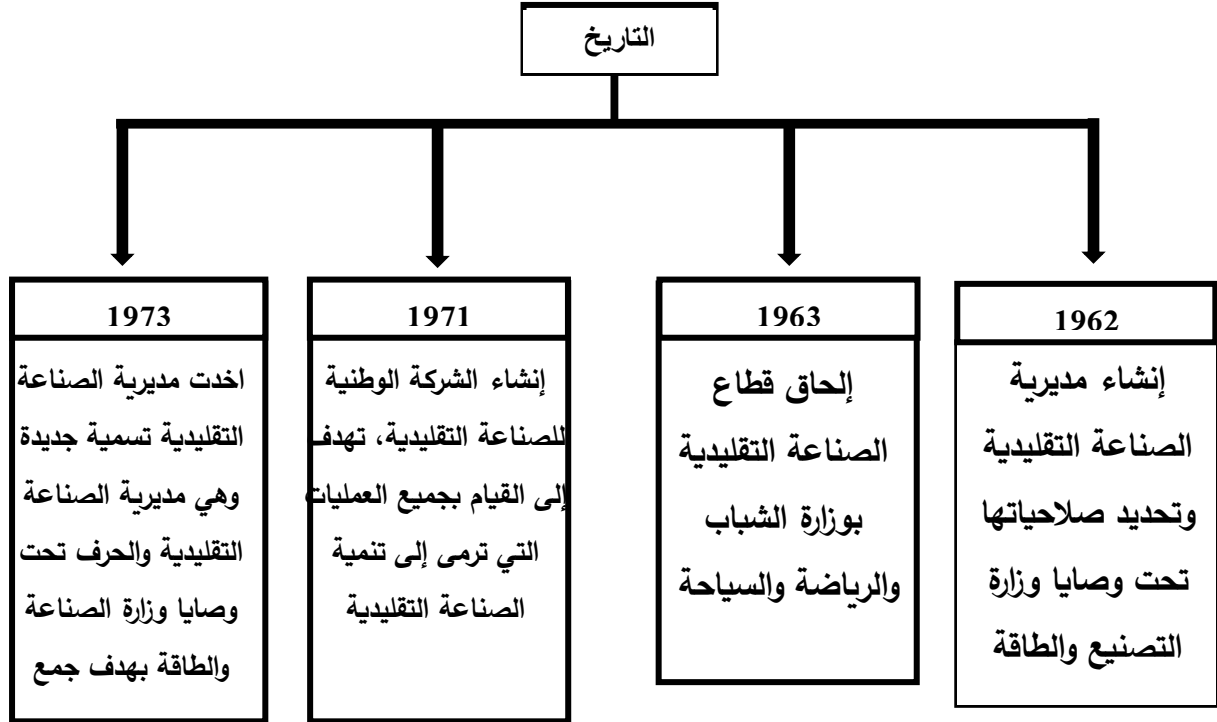 التاريخ
1962
إنشاء مديرية
الصناعة التقليدية
وتحديد صلاحياتها
تحت وصايا وزارة
التصنيع والطاقة
1963
إلحاق قطاع
الصناعة التقليدية
بوزارة الشباب
والرياضة والسياحة
1971
إنشاء الشركة الوطنية
للصناعة التقليدية، تهدف
إلى القيام بجميع العمليات
التي ترمى إلى تنمية
الصناعة التقليدية
1973
اخدت مديرية الصناعة
التقليدية تسمية جديدة
وهي مديرية الصناعة
التقليدية والحرف تحت
وصايا وزارة الصناعة
والطاقة بهدف جمع